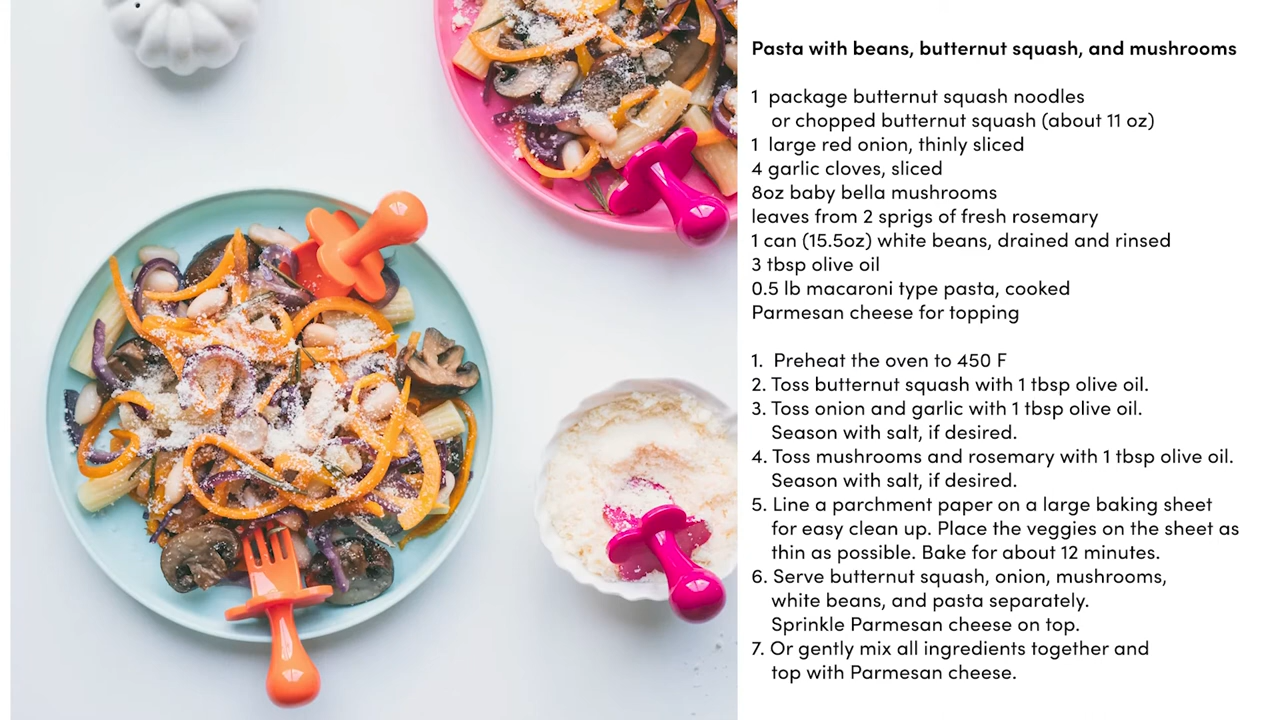 Pasta with beans, butternut squash, and mushrooms
1 package butternut squash noodles
or chopped butternut squash (about 11 oz)
1 large red onion, thinly sliced
4 garlic cloves, sliced
8oz baby bella mushrooms
leaves from 2 sprigs of fresh rosemary
1 can (15.5oz) white beans, drained and rinsed
3 tbsp olive oil
0.5 lb macaroni type pasta, cooked
Parmesan cheese for topping
1. Preheat the oven to 450 F
2. Toss butternut squash with 1 tbsp olive oil.
3. Toss onion and garlic with 1 tbsp olive oil.
Season with salt, if desired.
4. Toss mushrooms and rosemary with 1 tbsp olive oil.
Season with salt, if desired.
5. Line a parchment paper on a large baking sheet
for easy clean up. Place the veggies on the sheet as
thin as possible. Bake for about 12 minutes.
6. Serve butternut squash, onion, mushrooms,
white beans, and pasta separately.
Sprinkle Parmesan cheese on top.
7. Or gently mix all ingredients together and
top with Parmesan cheese.